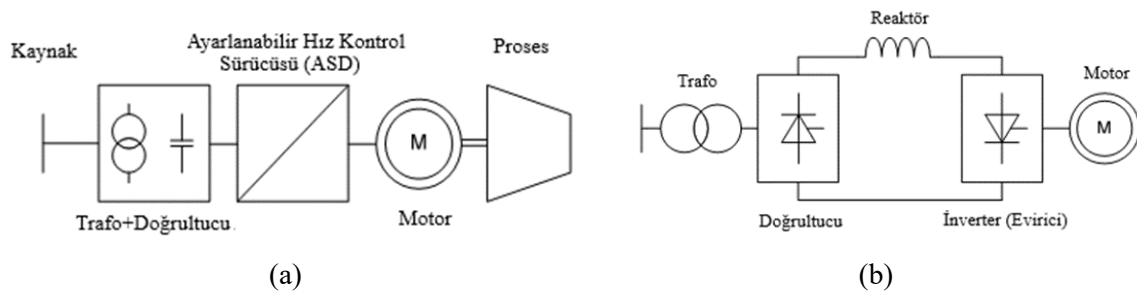 Kaynak
Ayarlanabilir Hız Kontrol
Sürücüsü (ASD)
Proses
M
Trafo+Doğrultucu.
Motor
(a)
Reaktör
Trafo
Motor
M
Doğrultucu
İnverter (Evirici)
(b)